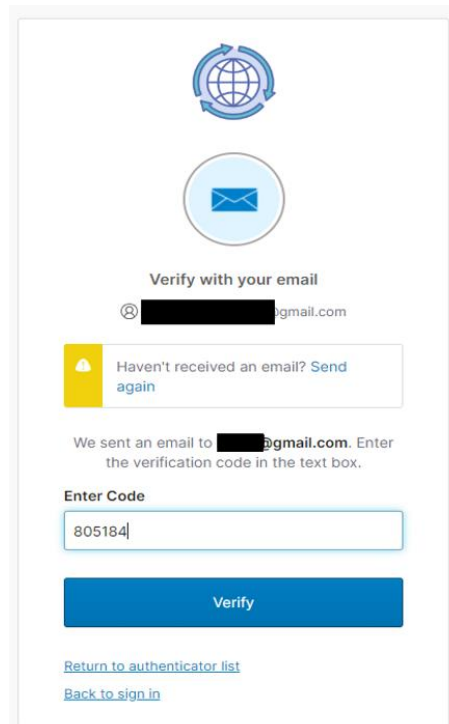 Verify with your email
@gmail.com
Haven't received an email? Send
again
We sent an email to @gmail.com. Enter
the verification code in the text box.
Enter Code
805184
Verify
Return to authenticator list
Back to sign in